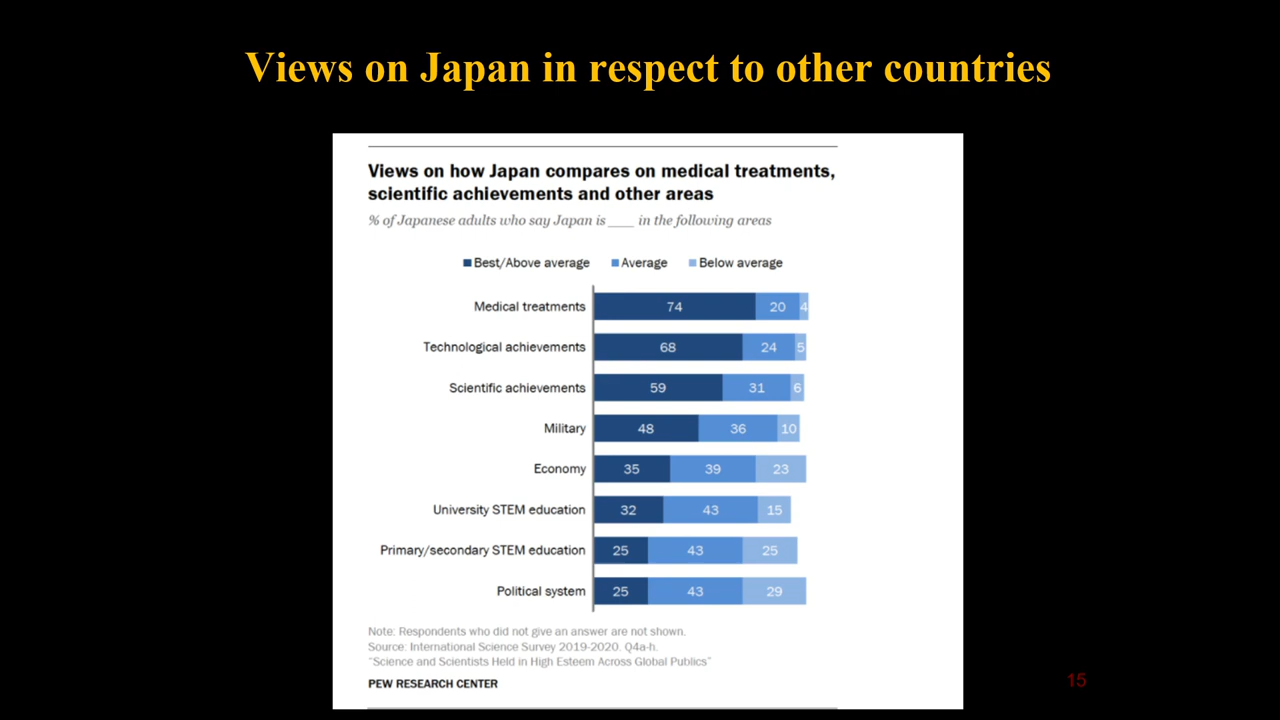 Views on Japan in respect to other countries
Views on how Japan compares on medical treatments,
scientific achievements and other areas
% of Japanese adults who say Japan is ___ in the following areas
Best/Above average Average Below average
Medical treatments 74 20 4
Technological achievements 68 24 5
Scientific achievements 59 31 6
Military 48 36 10
Economy 35 39 23
University STEM education 32 43 15
Primary/secondary STEM education 25 43 25
Political system 25 43 29
Note: Respondents who did not give an answer are not shown.
Source: International Science Survey 2019-2020. Q4a-h.
"Science and Scientists Held in High Esteem Across Global Publics"
PEW RESEARCH CENTER
15